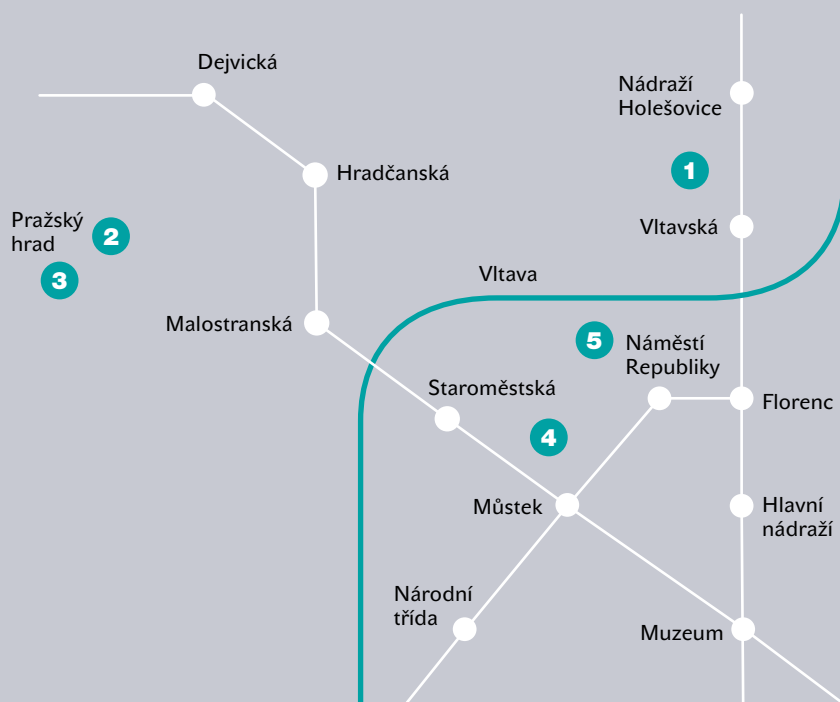 Dejvická
Nádraží
Holešovice
1
Hradčanská
Pražský
hrad
2
3
Vltavská
Vltava
Malostranská
5
Náměstí
Republiky
Staroměstská
Florenc
4
Můstek
Hlavní
nádraží
Národní
třída
Muzeum